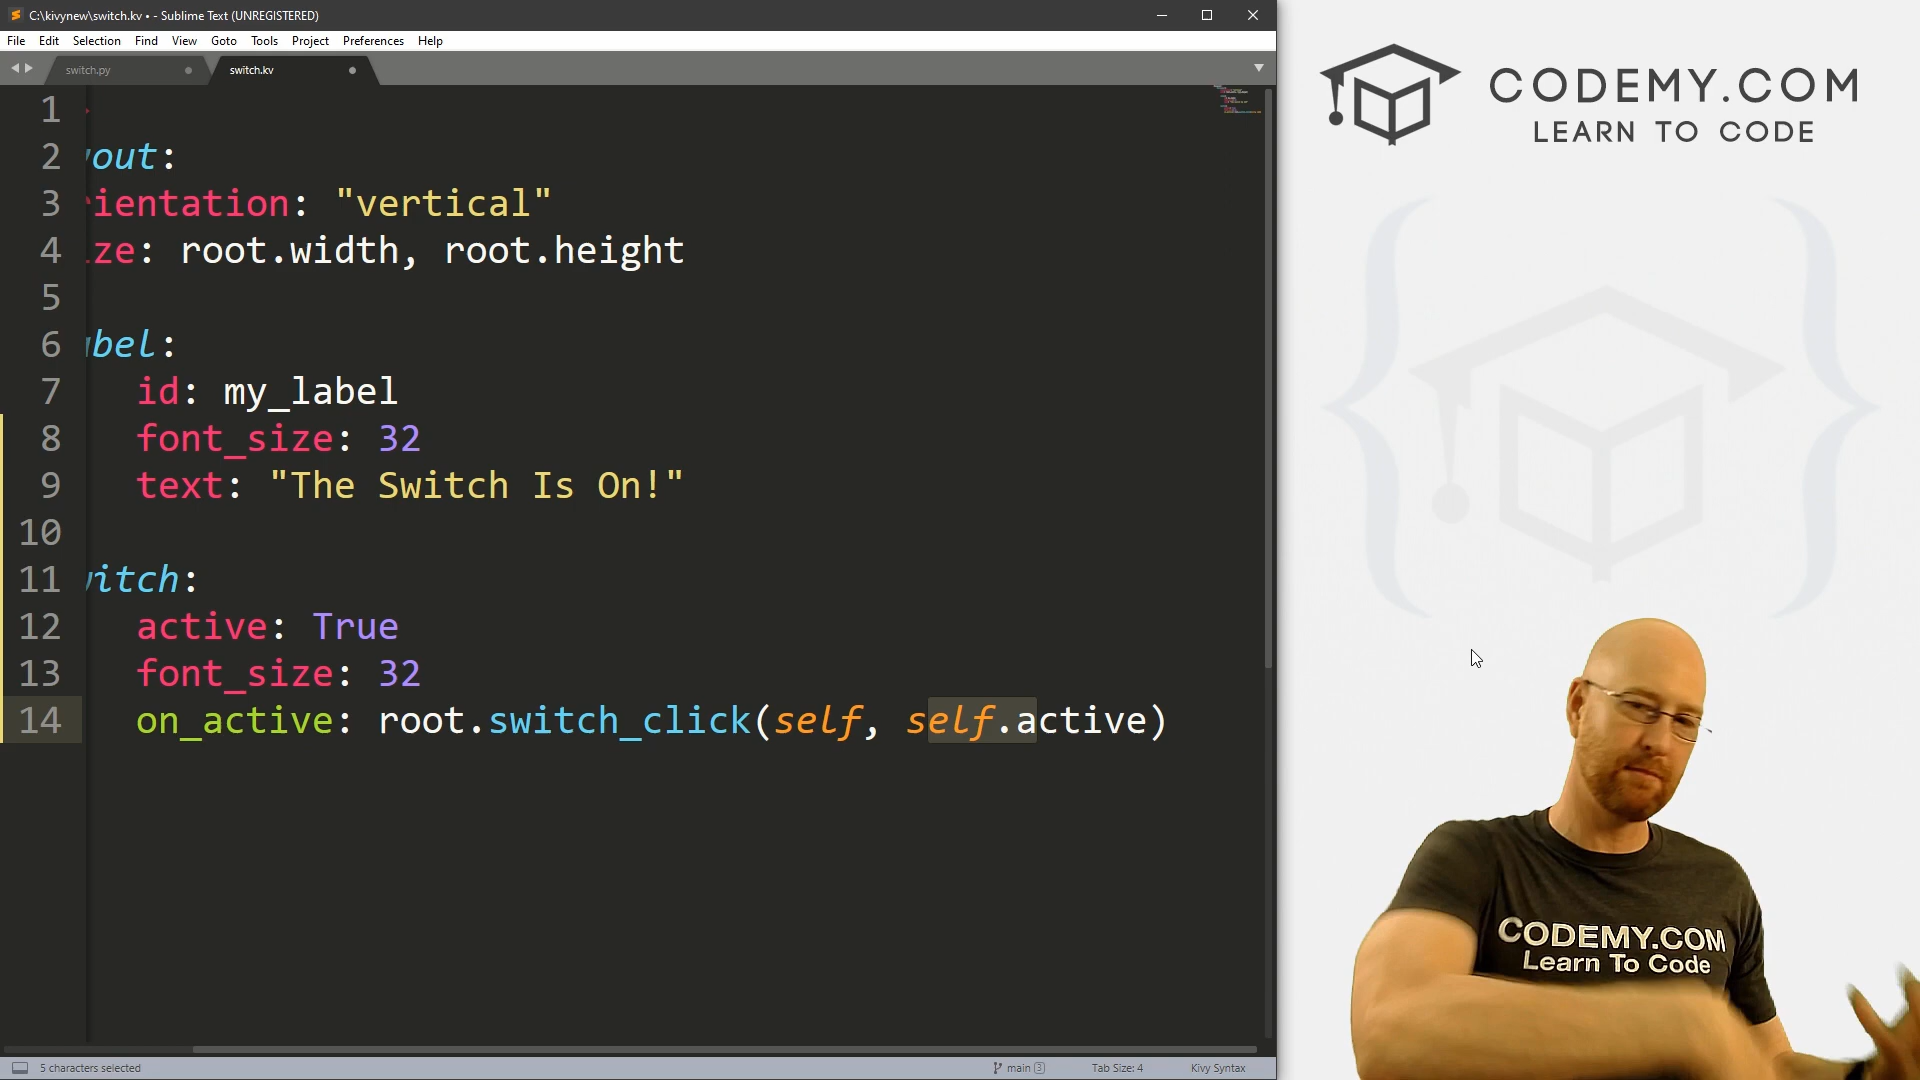 C:\kivynew\switch.kv • - Sublime Text (UNREGISTERED)
File Edit Selection Find View Goto Tools Project Preferences Help
switch.py
switch.kv
1
2 out:
3 rientation: "vertical"
4 ize: root.width, root.height
5
6 bel:
7 id: my_label
8 font_size: 32
9 text: "The Switch Is On!"
10
11 itch:
12 active: True
13 font_size: 32
14 on_active: root.switch_click(self, self.active)
5 characters selected
main 3
Tab Size: 4
Kivy Syntax
CODEMY.COM
LEARN TO CODE
CODEMY.COM
Learn To Code